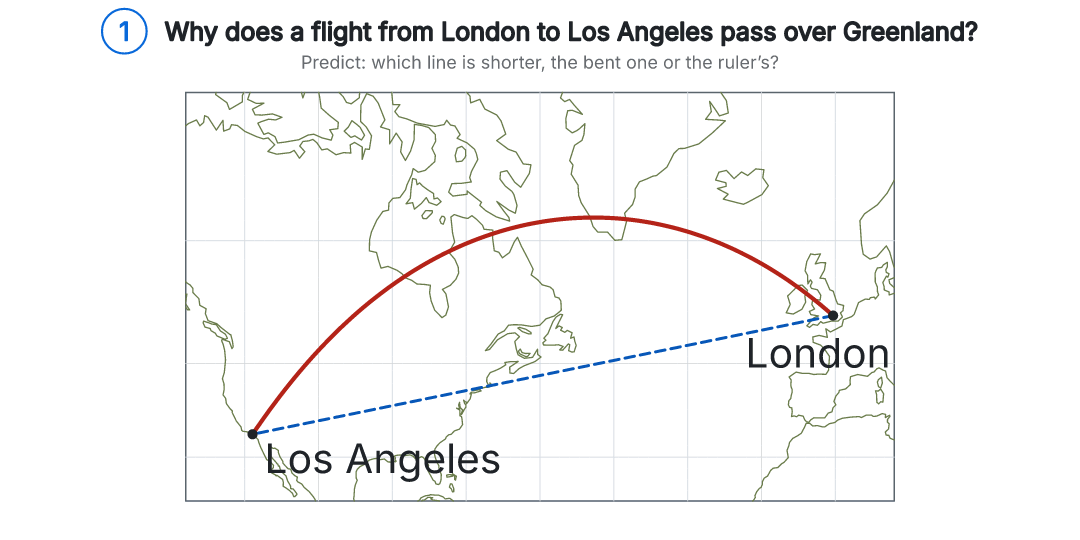 1 Why does a flight from London to Los Angeles pass over Greenland?
Predict: which line is shorter, the bent one or the ruler’s?
London
Los Angeles